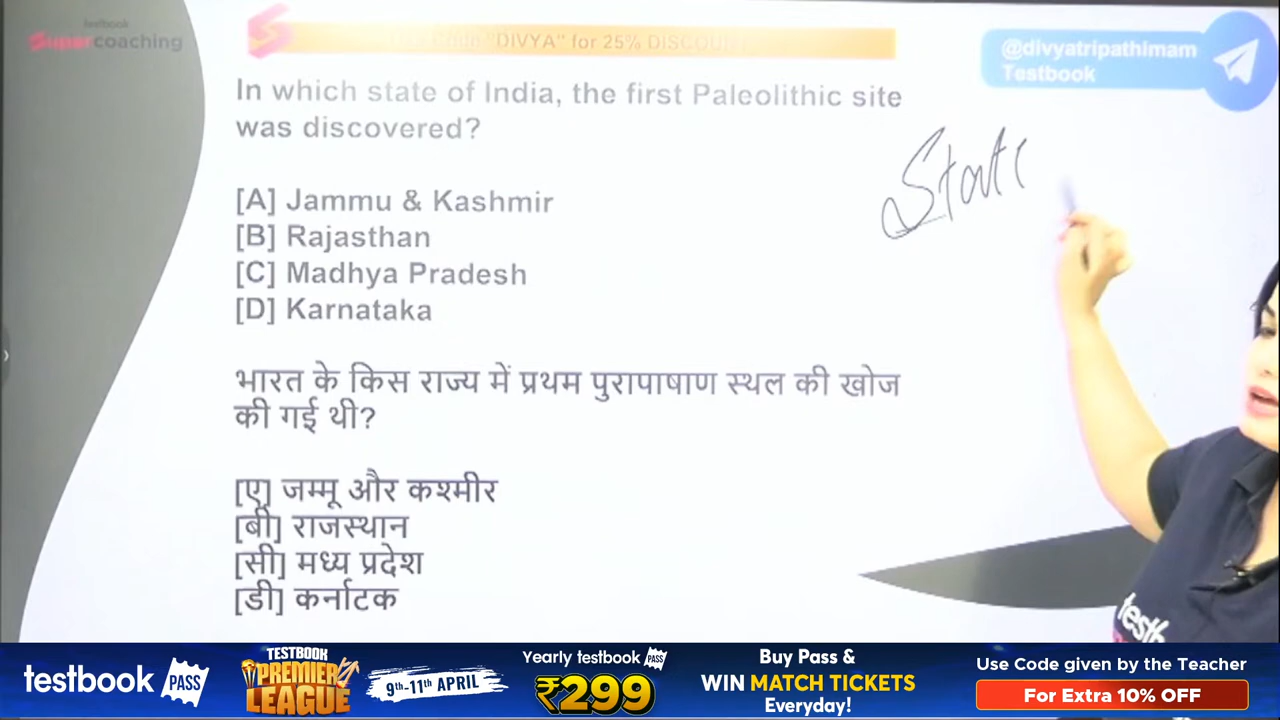 testbook
Supercoaching
"DIVYA" for 25% DISCOUNT
@divyatripathimam
Testbook
In which state of India, the first Paleolithic site
was discovered?
State
[A] Jammu & Kashmir
[B] Rajasthan
[C] Madhya Pradesh
[D] Karnataka
भारत के किस राज्य में प्रथम पुरापाषाण स्थल की खोज
की गई थी?
[ए] जम्मू और कश्मीर
[बी] राजस्थान
[सी] मध्य प्रदेश
[डी] कर्नाटक
testb
testbook PASS
TESTBOOK
PREMIER
LEAGUE
9th-11th APRIL
Yearly testbook PASS
₹299
Buy Pass &
WIN MATCH TICKETS
Everyday!
Use Code given by the Teacher
For Extra 10% OFF